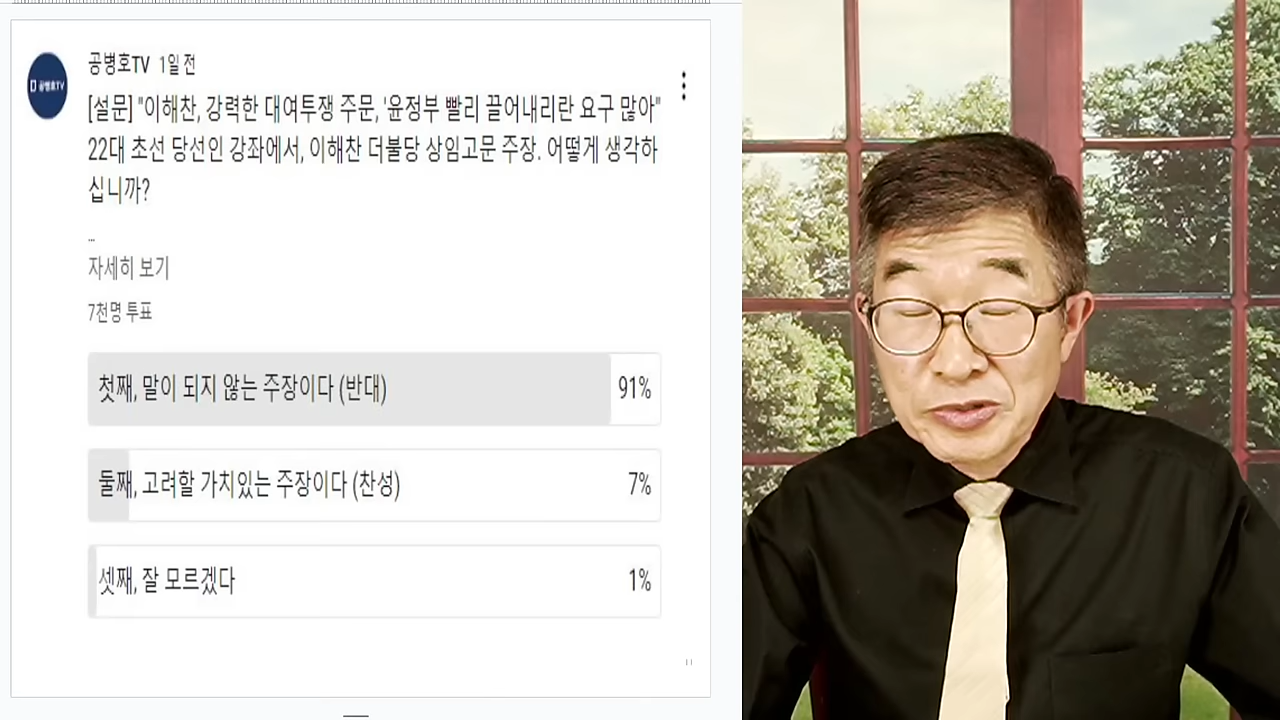 공병호TV
공병호TV 1일 전
[설문] "이해찬, 강력한 대여투쟁 주문, '윤정부 빨리 끌어내리란 요구 많아"
22대 초선 당선인 강좌에서, 이해찬 더불당 상임고문 주장. 어떻게 생각하
십니까?
...
자세히 보기
7천명 투표
첫째, 말이 되지 않는 주장이다 (반대) 91%
둘째, 고려할 가치있는 주장이다 (찬성) 7%
셋째, 잘 모르겠다 1%